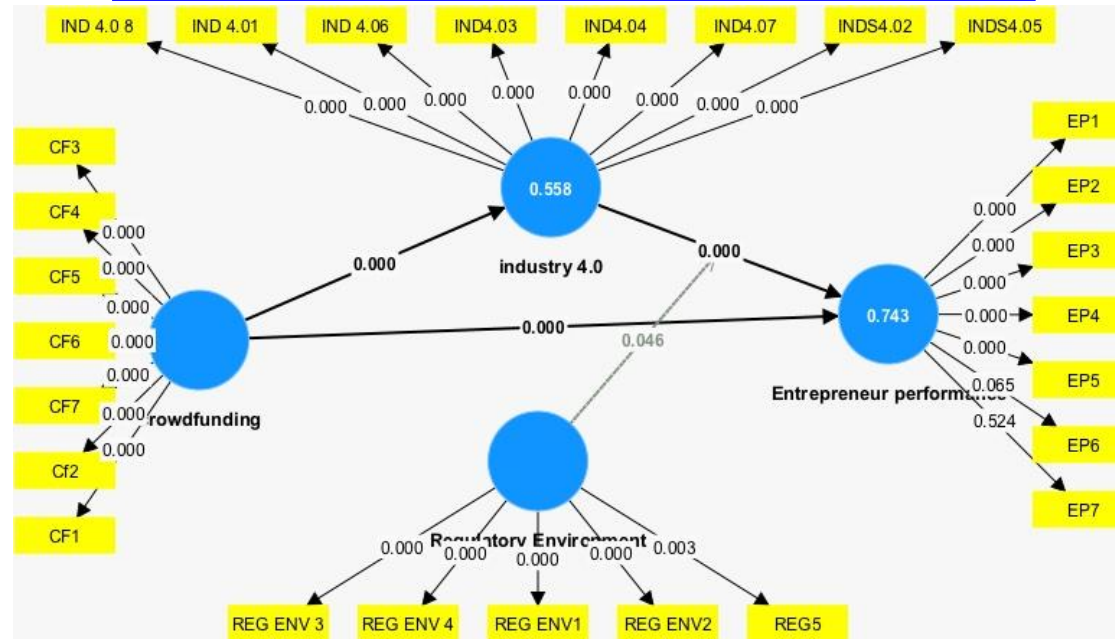 IND 4.0 8
IND 4.01
IND 4.06
IND4.03
IND4.04
IND4.07
INDS4.02
INDS4.05
0.000
0.000
0.000
0.000
0.000
0.000
0.000
0.000
CF3
CF4
CF5
CF6
CF7
Cf2
CF1
0.000
0.000
0.000
0.000
0.000
0.000
0.000
rowdfunding
0.000
0.558
industry 4.0
0.000
0.000
0.046
0.743
Entrepreneur performance
0.000
0.000
0.000
0.000
0.000
0.065
0.524
EP1
EP2
EP3
EP4
EP5
EP6
EP7
Regulatory Environment
0.000
0.000
0.000
0.000
0.003
REG ENV 3
REG ENV 4
REG ENV1
REG ENV2
REG5